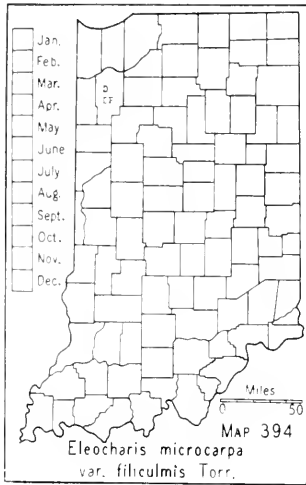 Jan.
Feb.
Mar.
Apr.
May
June
July
Aug.
Sept.
Oct.
Nov.
Dec.
Miles
0 50
MAP 394
Eleocharis microcarpa
var. filiculmis Torr.